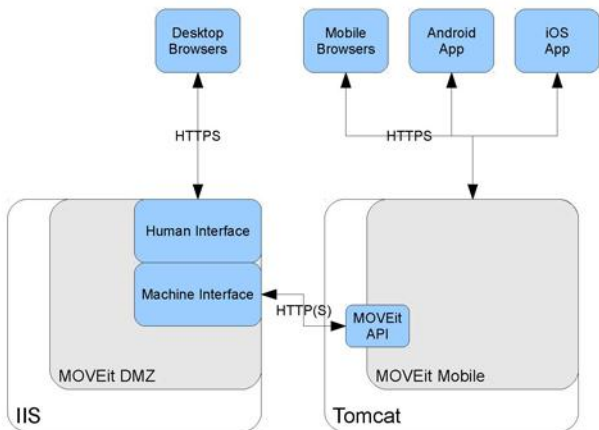 Desktop
Browsers
Mobile
Browsers
Android
App
iOS
App
HTTPS
HTTPS
Human Interface
Machine Interface
HTTP(S)
MOVEit
API
MOVEit DMZ
MOVEit Mobile
IIS
Tomcat